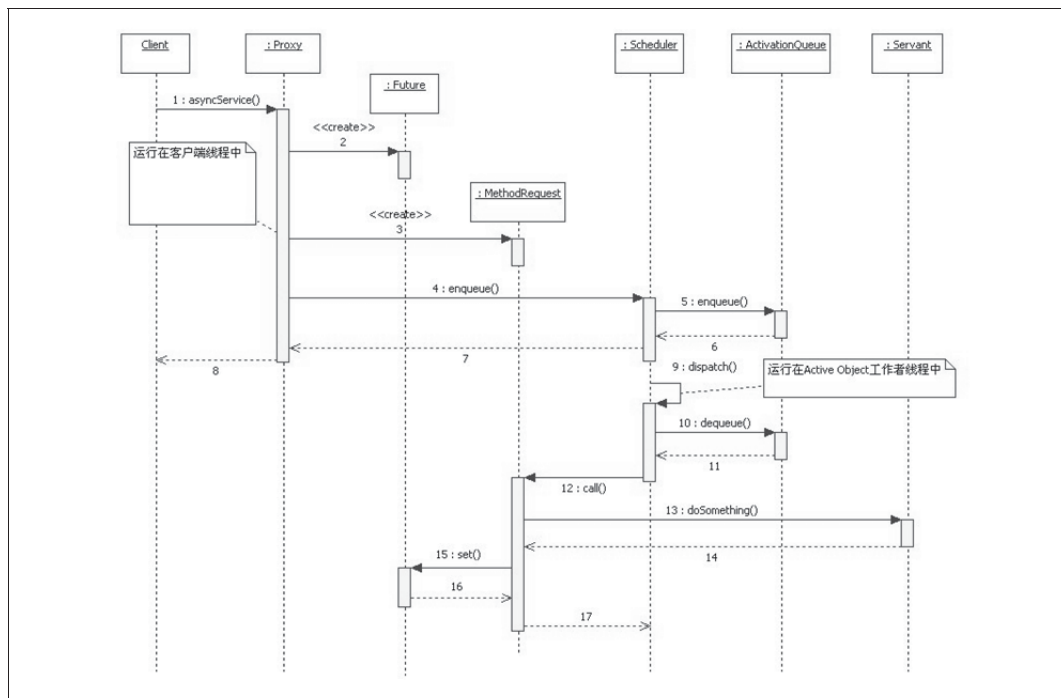 Client
: Proxy
: Scheduler
: ActivationQueue
: Servant
: Future
1 : asyncService()
<<create>>
2
运行在客户端线程中
: MethodRequest
<<create>>
3
4 : enqueue()
5 : enqueue()
6
7
8
9 : dispatch()
运行在Active Object工作者线程中
10 : dequeue()
11
12 : call()
13 : doSomething()
14
15 : set()
16
17